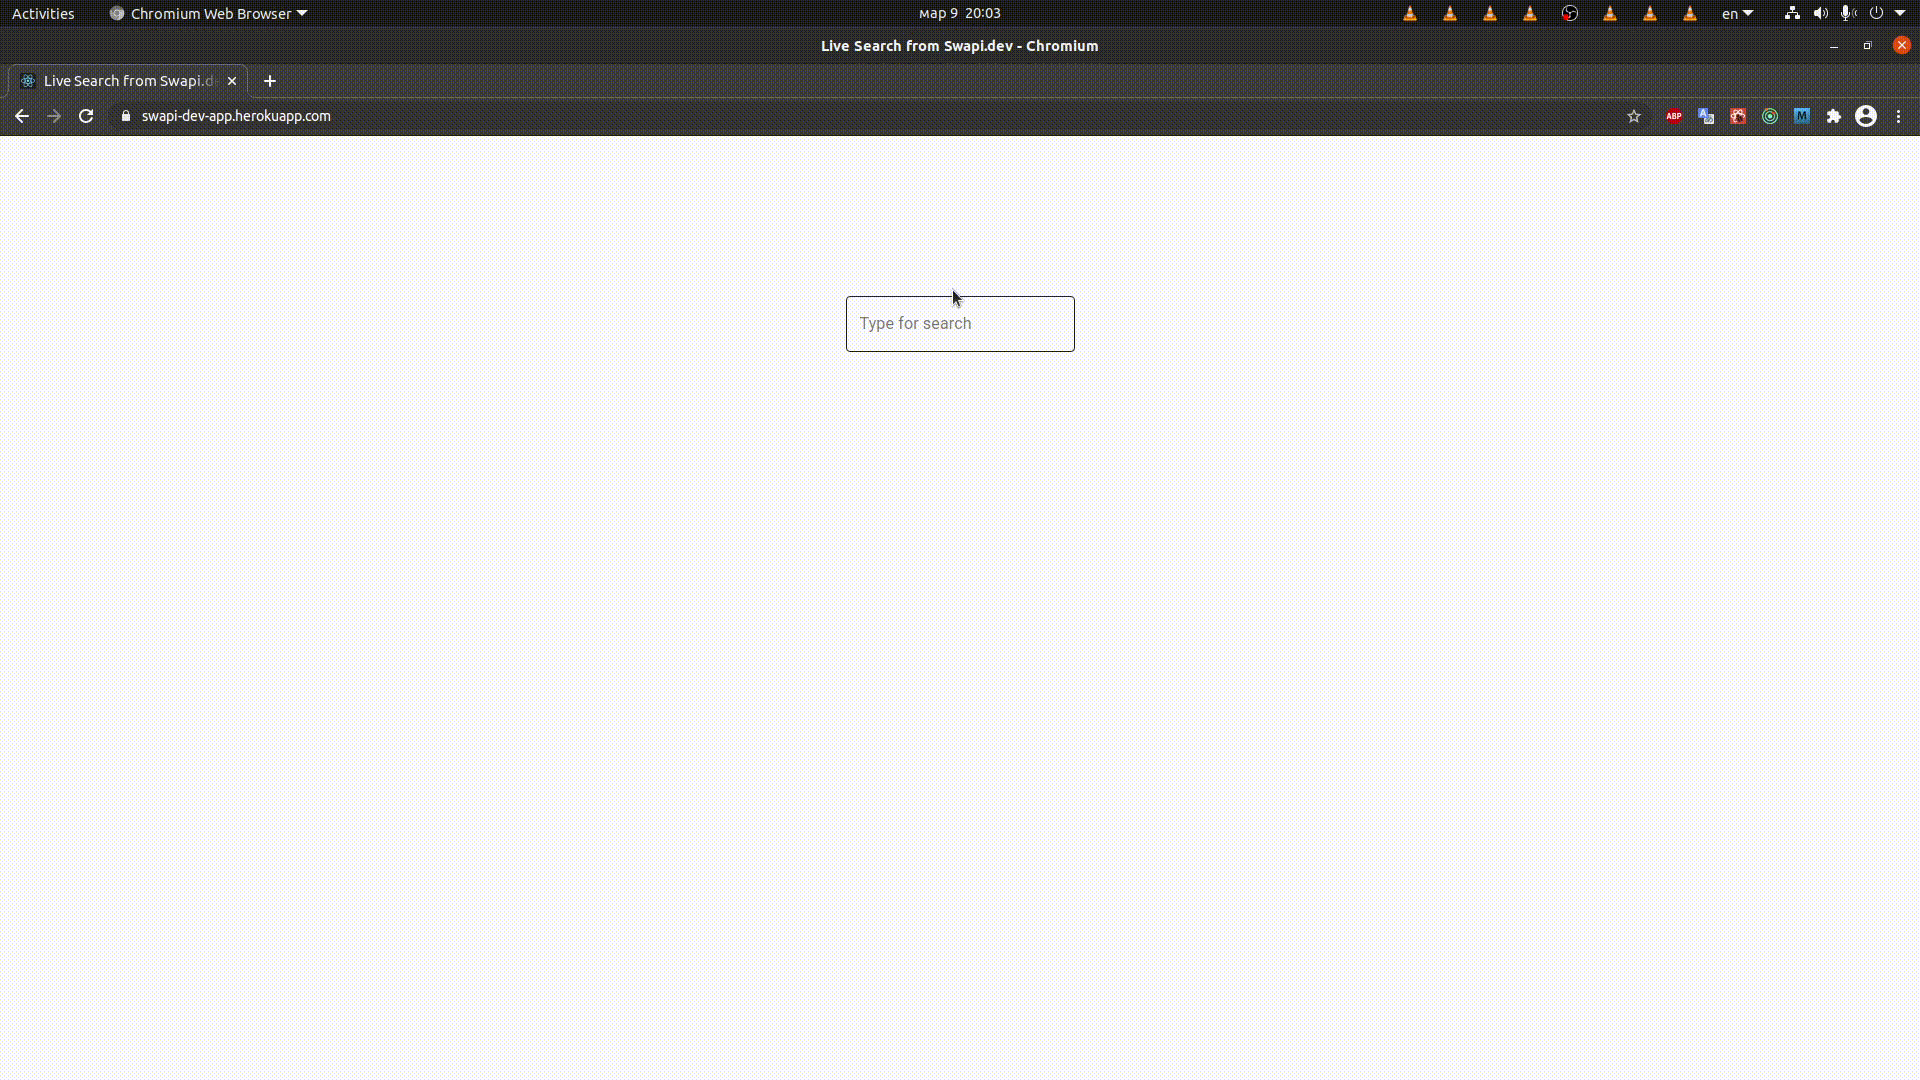 Activities
Chromium Web Browser
мар 9 20:03
en
Live Search from Swapi.dev - Chromium
Live Search from Swapi.d
swapi-dev-app.herokuapp.com
ABP
M
Type for search